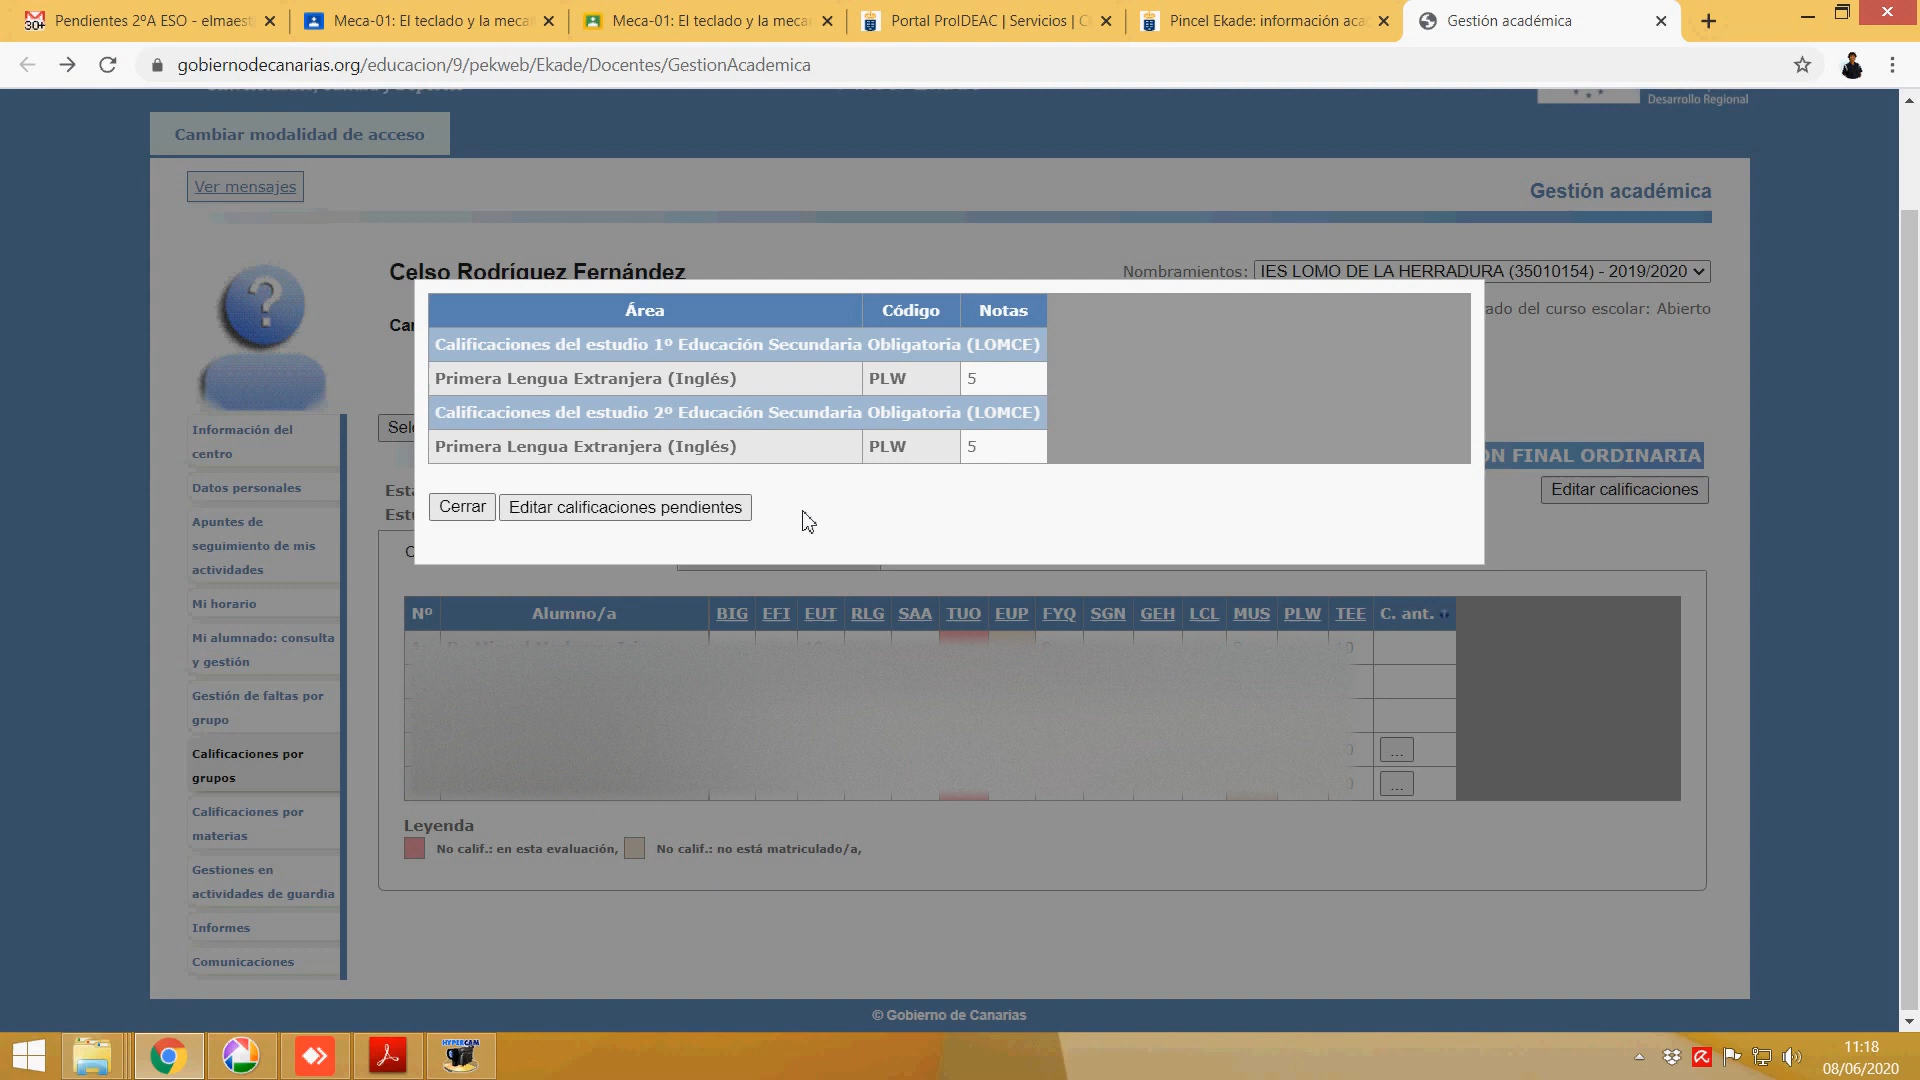 Pendientes 2ºA ESO - elmaest
Meca-01: El teclado y la mecan
Meca-01: El teclado y la meca
Portal ProIDEAC | Servicios | C
Pincel Ekade: información aca
Gestión académica
gobiernodecanarias.org/educacion/9/pekweb/Ekade/Docentes/GestionAcademica
Desarrollo Regional
Cambiar modalidad de acceso
Ver mensajes
Gestión académica
Celso Rodríguez Fernández
Nombramientos: IES LOMO DE LA HERRADURA (35010154) - 2019/2020
ado del curso escolar: Abierto
Área Código Notas
Calificaciones del estudio 1º Educación Secundaria Obligatoria (LOMCE)
Primera Lengua Extranjera (Inglés) PLW 5
Calificaciones del estudio 2º Educación Secundaria Obligatoria (LOMCE)
Primera Lengua Extranjera (Inglés) PLW 5
Cerrar Editar calificaciones pendientes
ÓN FINAL ORDINARIA
Editar calificaciones
Información del
centro
Datos personales
Apuntes de
seguimiento de mis
actividades
Mi horario
Mi alumnado: consulta
y gestión
Gestión de faltas por
grupo
Calificaciones por
grupos
Calificaciones por
materias
Gestiones en
actividades de guardia
Informes
Comunicaciones
Nº Alumno/a BIG EFI EUT RLG SAA TUO EUP FYQ SGN GEH LCL MUS PLW TEE C. ant.
...
...
Leyenda
No calif.: en esta evaluación, No calif.: no está matriculado/a,
© Gobierno de Canarias
HYPERCAM
11:18
08/06/2020